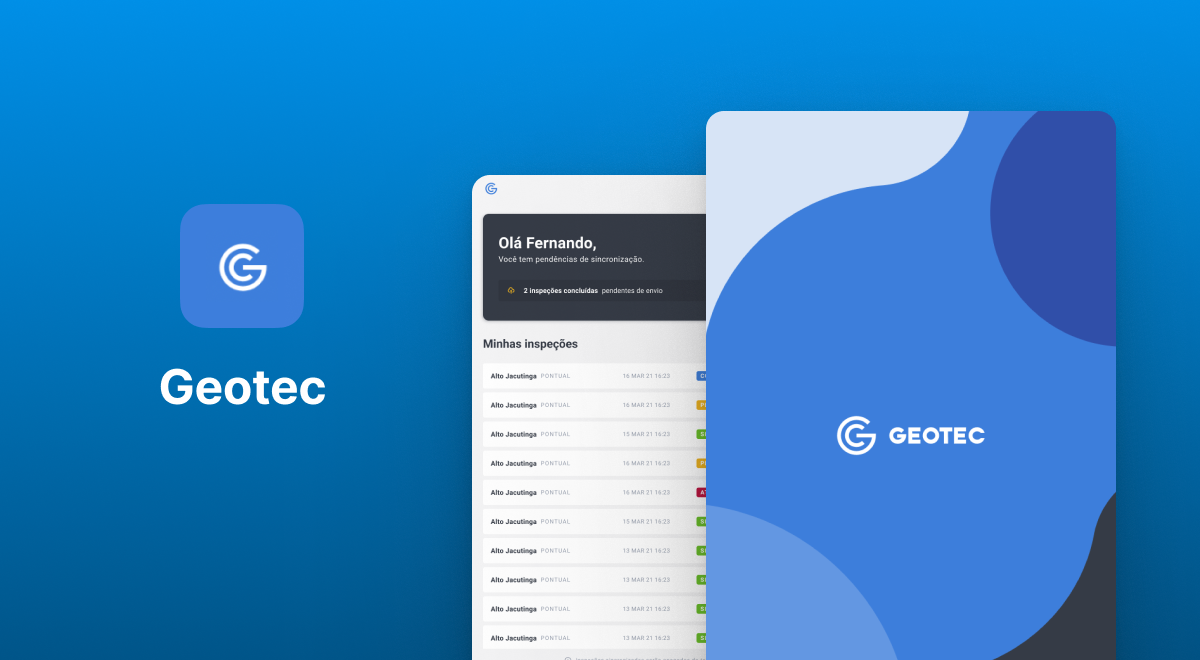 Geotec
Olá Fernando,
Você tem pendências de sincronização.
2 inspeções concluídas pendentes de envio
Minhas inspeções
Alto Jacutinga PONTUAL 16 MAR 21 16:23
Alto Jacutinga PONTUAL 16 MAR 21 16:23
Alto Jacutinga PONTUAL 15 MAR 21 16:23
Alto Jacutinga PONTUAL 16 MAR 21 16:23
Alto Jacutinga PONTUAL 16 MAR 21 16:23
Alto Jacutinga PONTUAL 15 MAR 21 16:23
Alto Jacutinga PONTUAL 13 MAR 21 16:23
Alto Jacutinga PONTUAL 13 MAR 21 16:23
Alto Jacutinga PONTUAL 13 MAR 21 16:23
Alto Jacutinga PONTUAL 13 MAR 21 16:23
GEOTEC